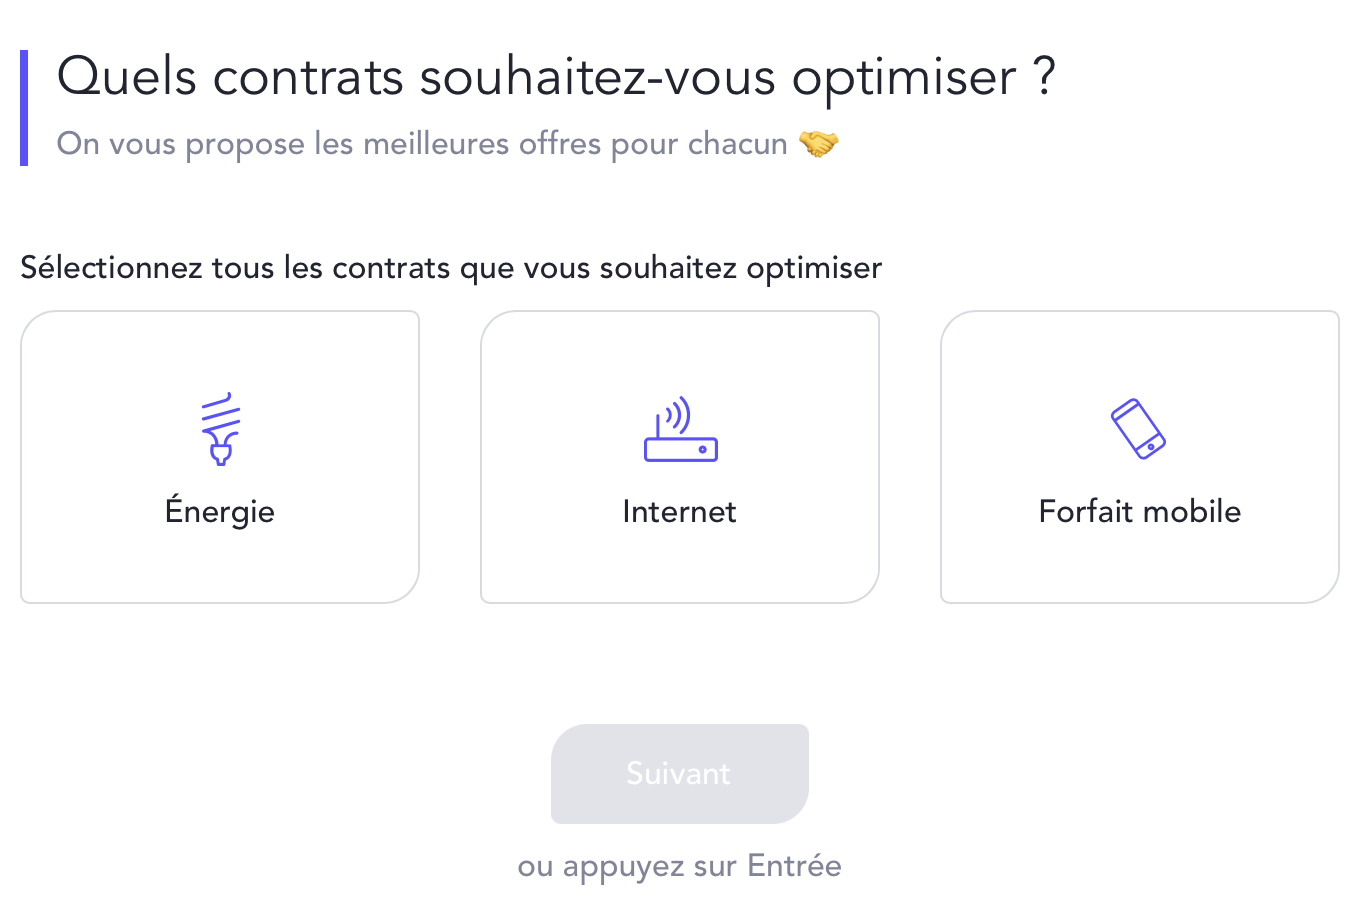 Quels contrats souhaitez-vous optimiser ?
On vous propose les meilleures offres pour chacun 🤝
Sélectionnez tous les contrats que vous souhaitez optimiser
Énergie
Internet
Forfait mobile
Suivant
ou appuyez sur Entrée